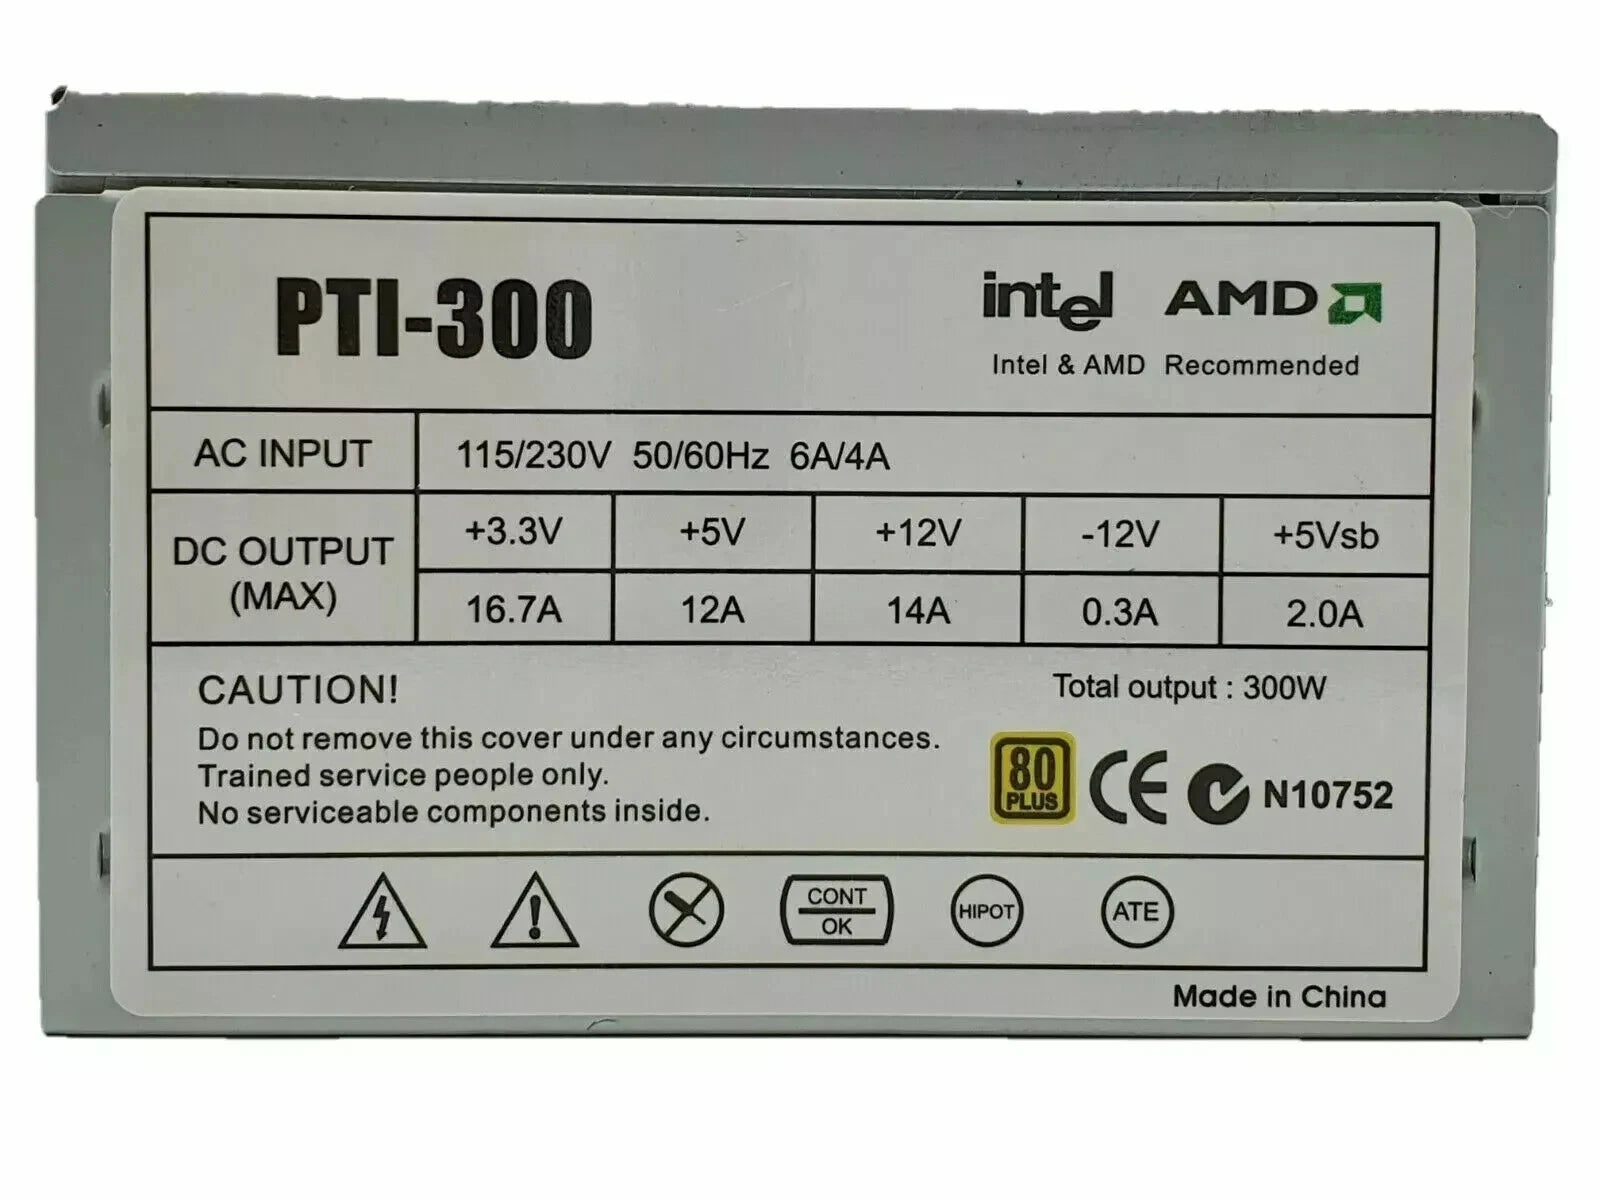 PTI-300
intel AMD
Intel & AMD Recommended
AC INPUT 115/230V 50/60Hz 6A/4A
DC OUTPUT (MAX) +3.3V +5V +12V -12V +5Vsb
16.7A 12A 14A 0.3A 2.0A
CAUTION!
Total output : 300W
Do not remove this cover under any circumstances.
Trained service people only.
No serviceable components inside.
80 PLUS CE N10752
CONT OK HIPOT ATE
Made in China